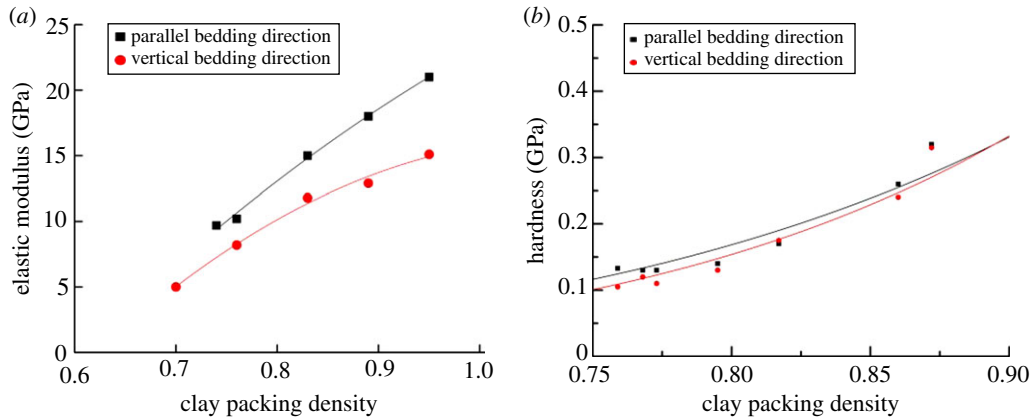 (a)
25
20
15
10
5
0
elastic modulus (GPa)
parallel bedding direction
vertical bedding direction
0.6
0.7
0.8
0.9
1.0
clay packing density
(b)
0.5
0.4
0.3
0.2
0.1
0
hardness (GPa)
parallel bedding direction
vertical bedding direction
0.75
0.80
0.85
0.90
clay packing density